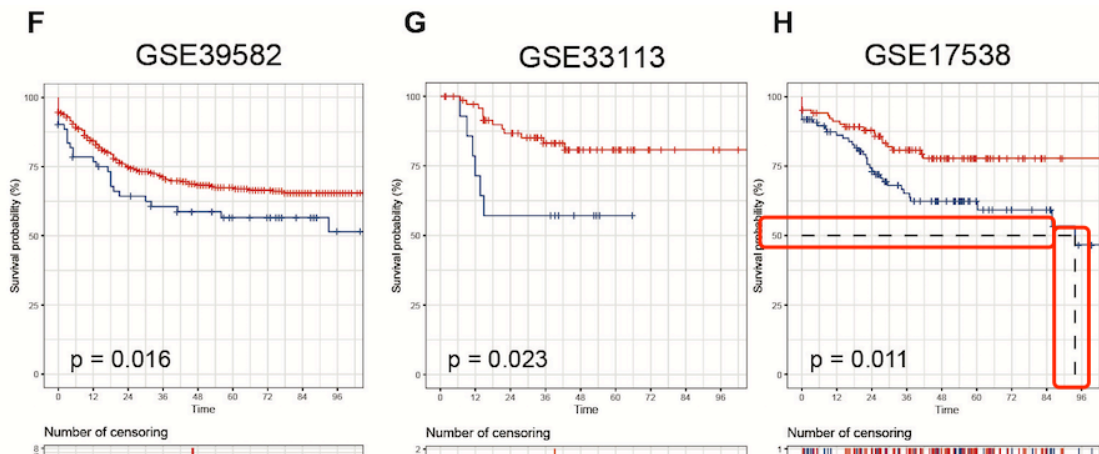 F
GSE39582
Survival probability (%)
100
75
50
25
0
p = 0.016
0 12 24 36 48 60 72 84 96
Time
Number of censoring
8
G
GSE33113
Survival probability (%)
100
75
50
25
0
p = 0.023
0 12 24 36 48 60 72 84 96
Time
Number of censoring
2
H
GSE17538
Survival probability (%)
100
75
50
25
0
p = 0.011
0 12 24 36 48 60 72 84 96
Time
Number of censoring
1